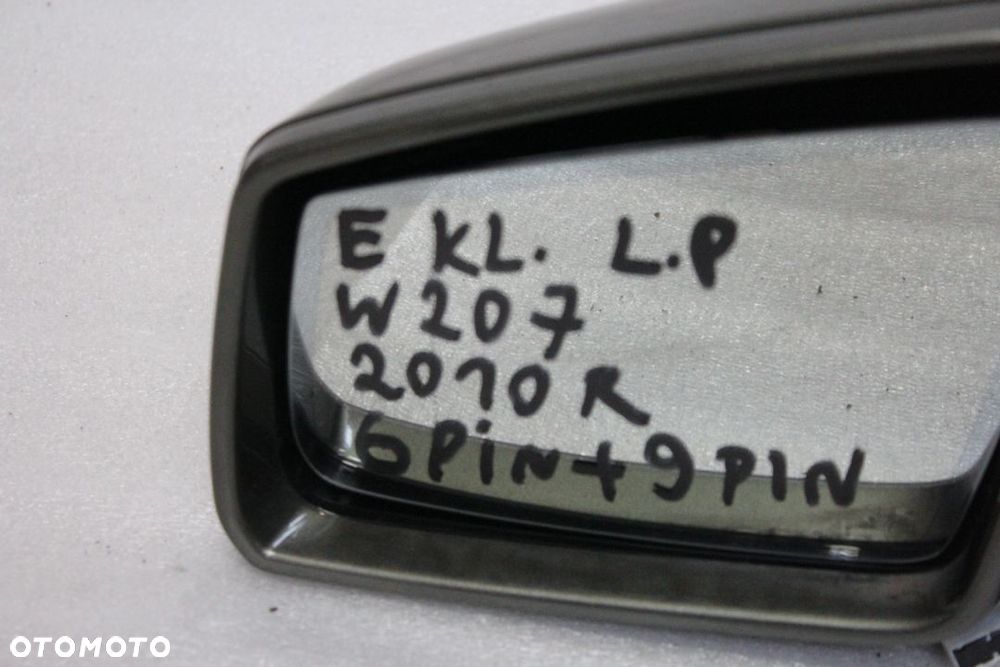 E KL. L.P
W207
2010 R
6PiN+9PIN
OTOMOTO